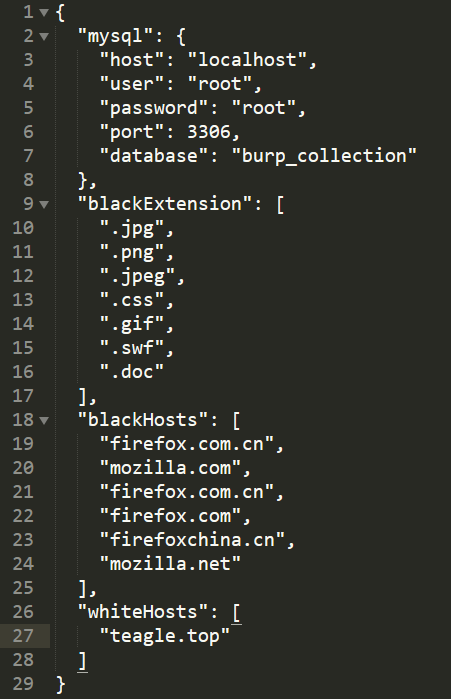 1 {
2 "mysql": {
3 "host": "localhost",
4 "user": "root",
5 "password": "root",
6 "port": 3306,
7 "database": "burp_collection"
8 },
9 "blackExtension": [
10 ".jpg",
11 ".png",
12 ".jpeg",
13 ".css",
14 ".gif",
15 ".swf",
16 ".doc"
17 ],
18 "blackHosts": [
19 "firefox.com.cn",
20 "mozilla.com",
21 "firefox.com.cn",
22 "firefox.com",
23 "firefoxchina.cn",
24 "mozilla.net"
25 ],
26 "whiteHosts": [
27 "teagle.top"
28 ]
29 }